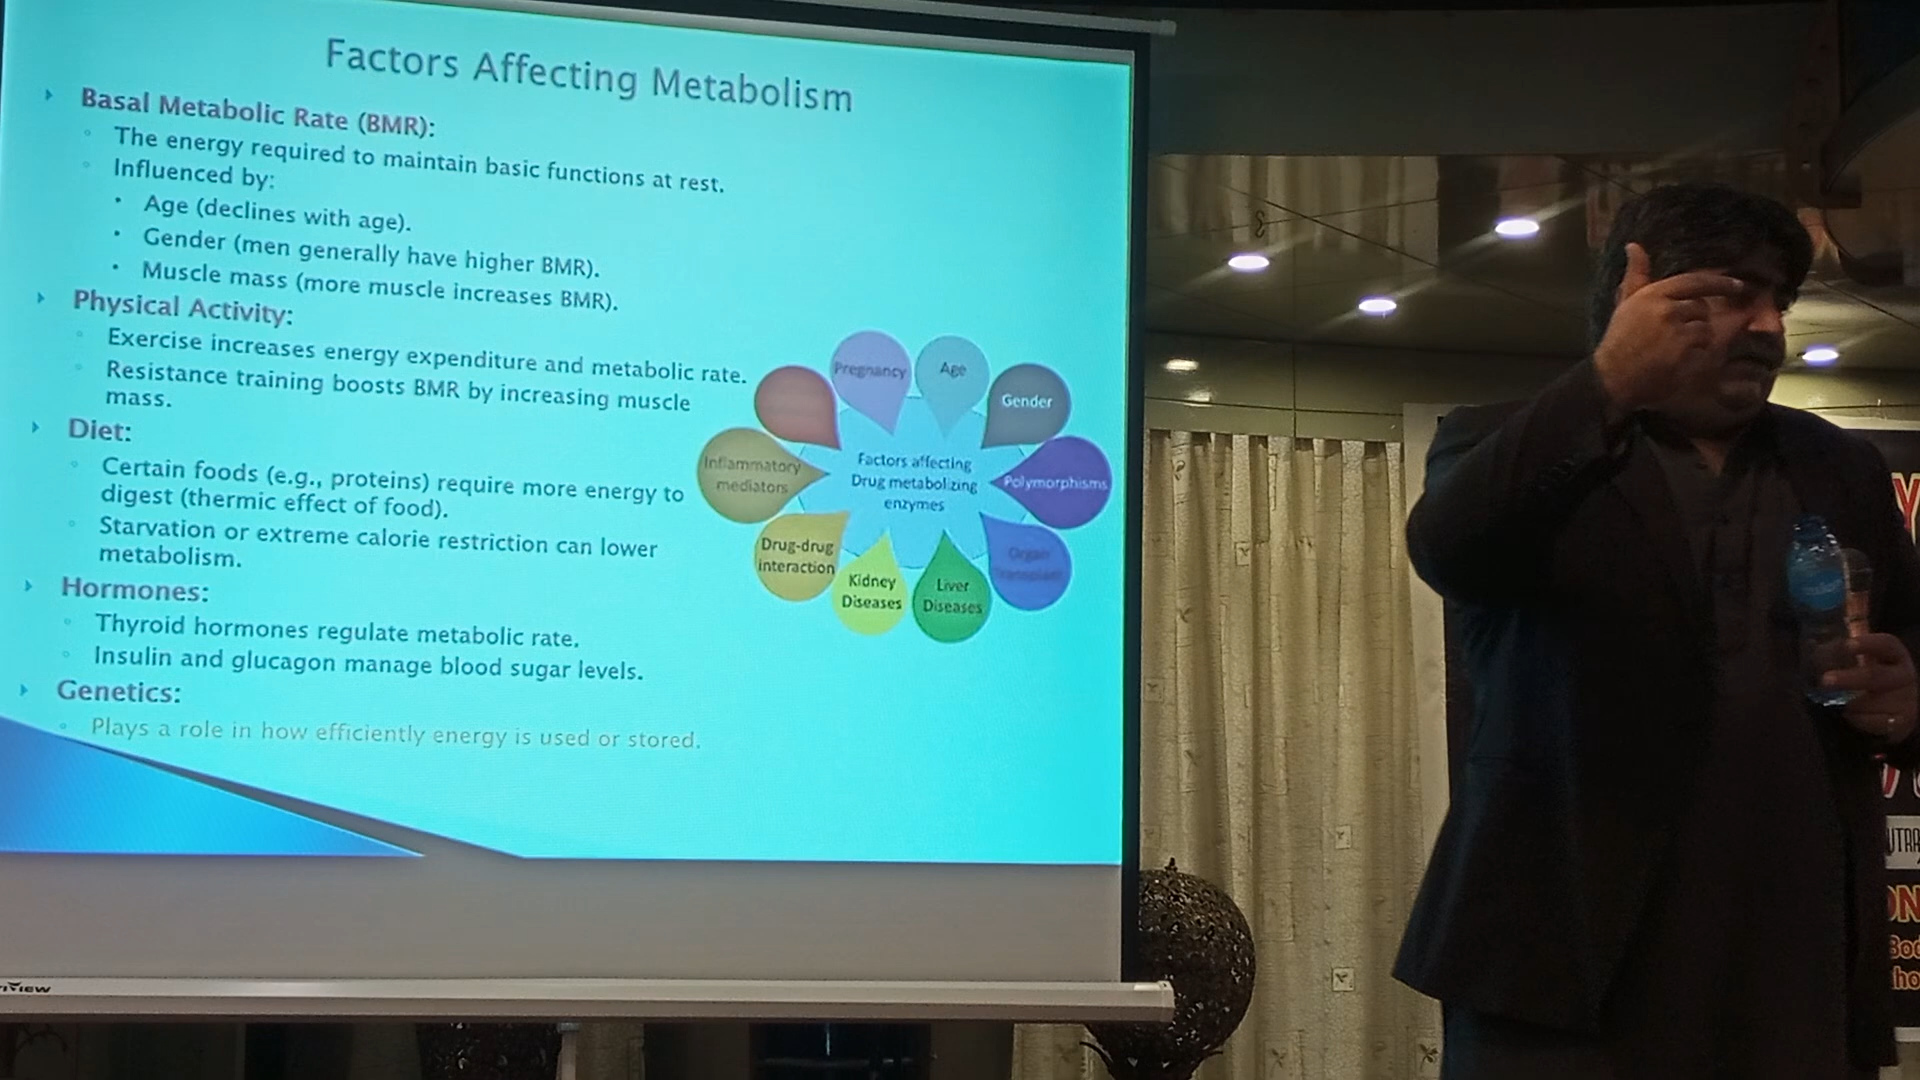 Factors Affecting Metabolism
Basal Metabolic Rate (BMR):
The energy required to maintain basic functions at rest.
Influenced by:
Age (declines with age).
Gender (men generally have higher BMR).
Muscle mass (more muscle increases BMR).
Physical Activity:
Exercise increases energy expenditure and metabolic rate.
Resistance training boosts BMR by increasing muscle
mass.
Diet:
Certain foods (e.g., proteins) require more energy to
digest (thermic effect of food).
Starvation or extreme calorie restriction can lower
metabolism.
Hormones:
Thyroid hormones regulate metabolic rate.
Insulin and glucagon manage blood sugar levels.
Genetics:
Plays a role in how efficiently energy is used or stored.
Pregnancy
Age
Gender
Polymorphisms
Organ
Liver
Diseases
Kidney
Diseases
Drug-drug
interaction
Inflammatory
mediators
Factors affecting
Drug metabolizing
enzymes